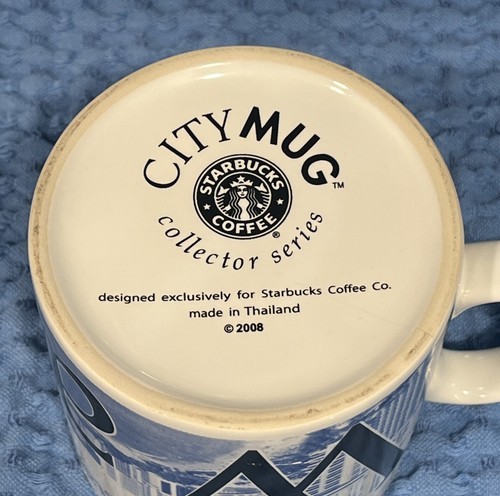 CITY MUG™
STARBUCKS
COFFEE ®
collector series
designed exclusively for Starbucks Coffee Co.
made in Thailand
© 2008